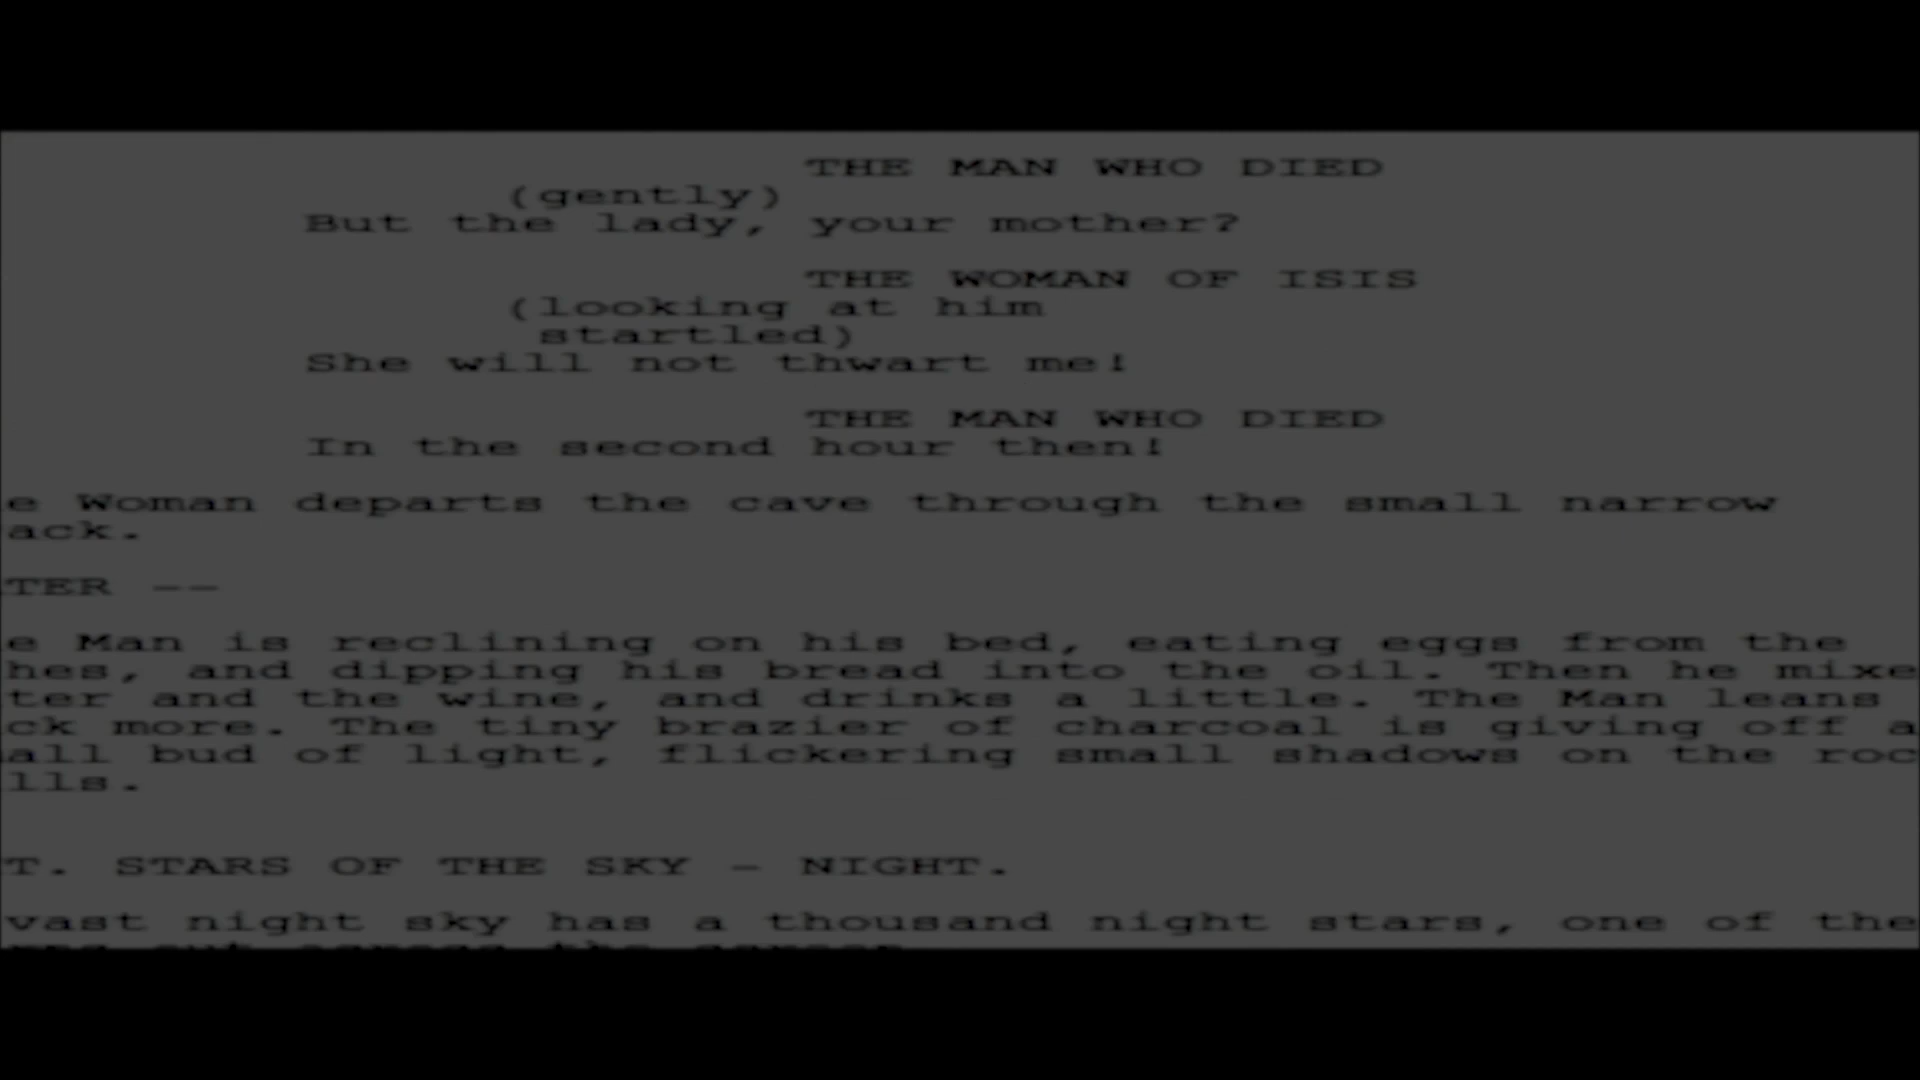 THE MAN WHO DIED
(gently)
But the lady, your mother?
THE WOMAN OF ISIS
(looking at him
startled)
She will not thwart me!
THE MAN WHO DIED
In the second hour then!
e Woman departs the cave through the small narrow
ack.
TER --
e Man is reclining on his bed, eating eggs from the
hes, and dipping his bread into the oil. Then he mixe
ter and the wine, and drinks a little. The Man leans
ck more. The tiny brazier of charcoal is giving off a
all bud of light, flickering small shadows on the roc
lls.
T. STARS OF THE SKY - NIGHT.
vast night sky has a thousand night stars, one of the
out across the screen